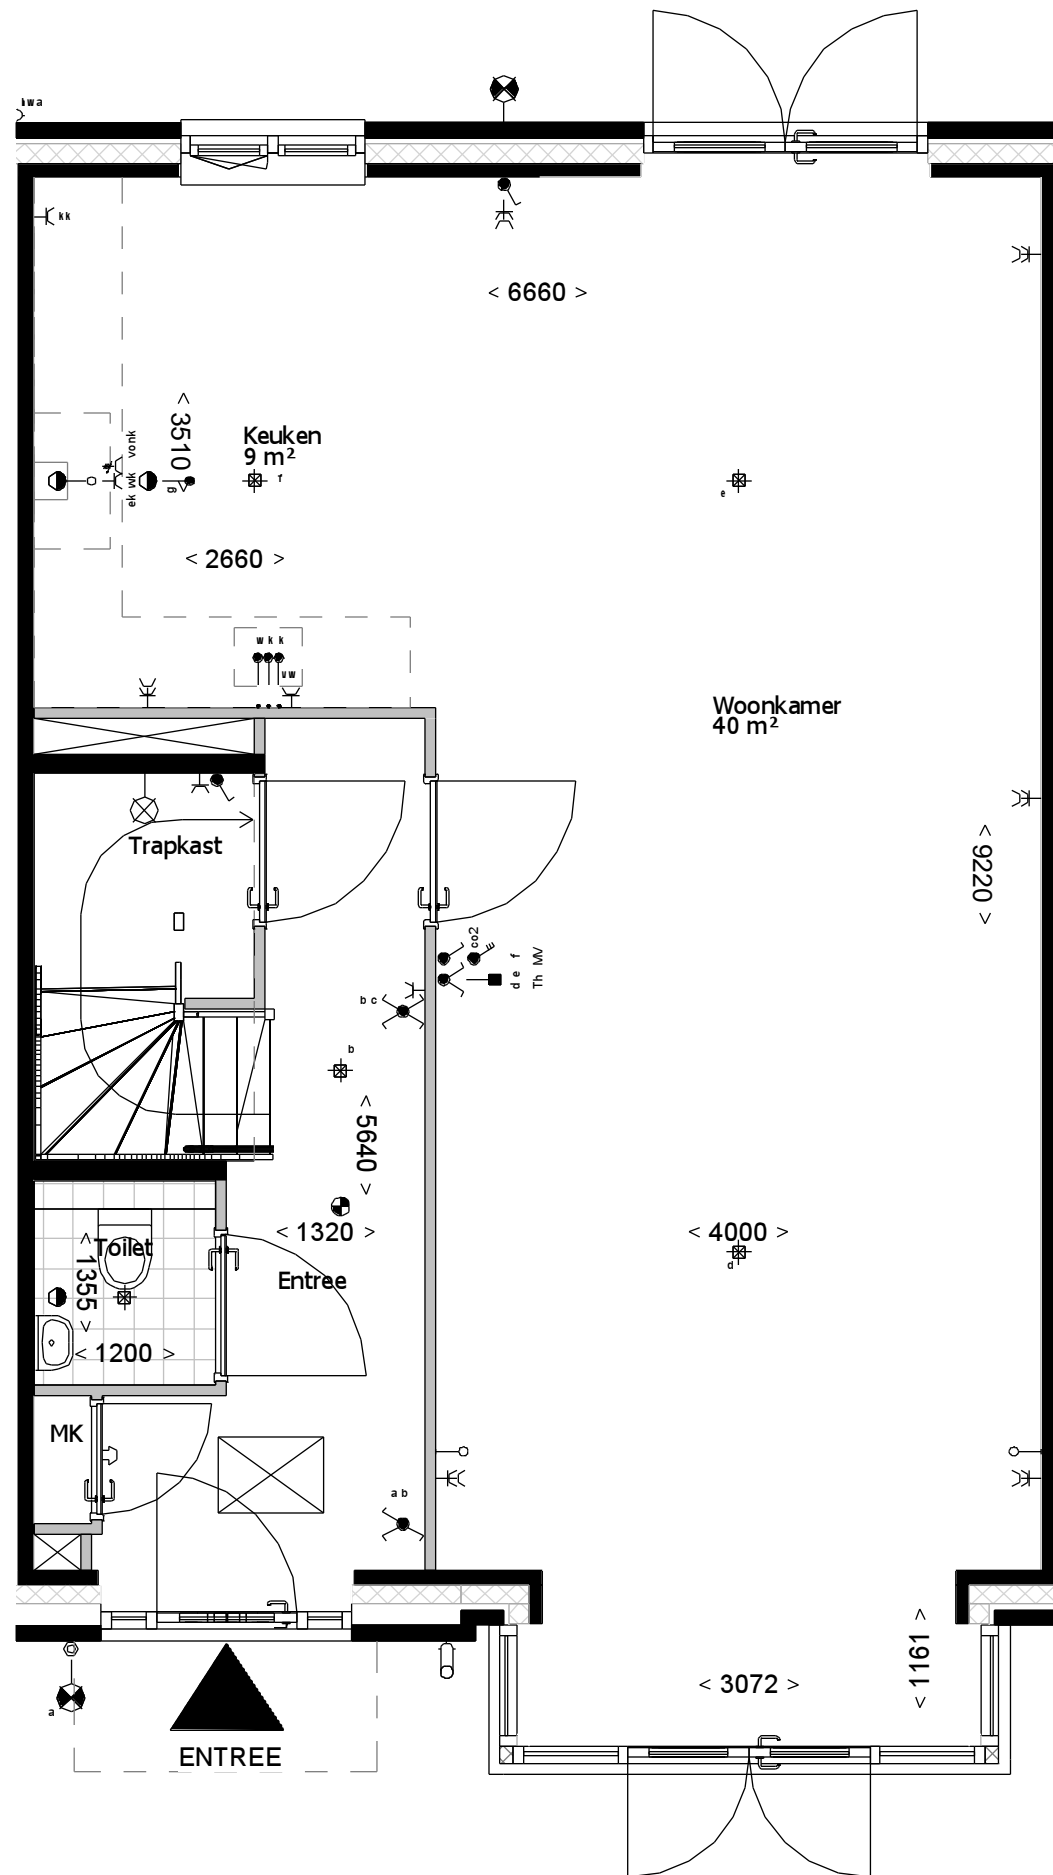 kk
< 6660 >
< 3510 >
Keuken
9 m²
f
vonk
ek wk
g
e
< 2660 >
w k k
vw
Woonkamer
40 m²
Trapkast
< 9220 >
co2
d e f
Th MV
b c
b
< 5640 >
< 1320 >
< 4000 >
d
Toilet
< 1355 >
Entree
< 1200 >
MK
a b
< 1161 >
< 3072 >
a
ENTREE